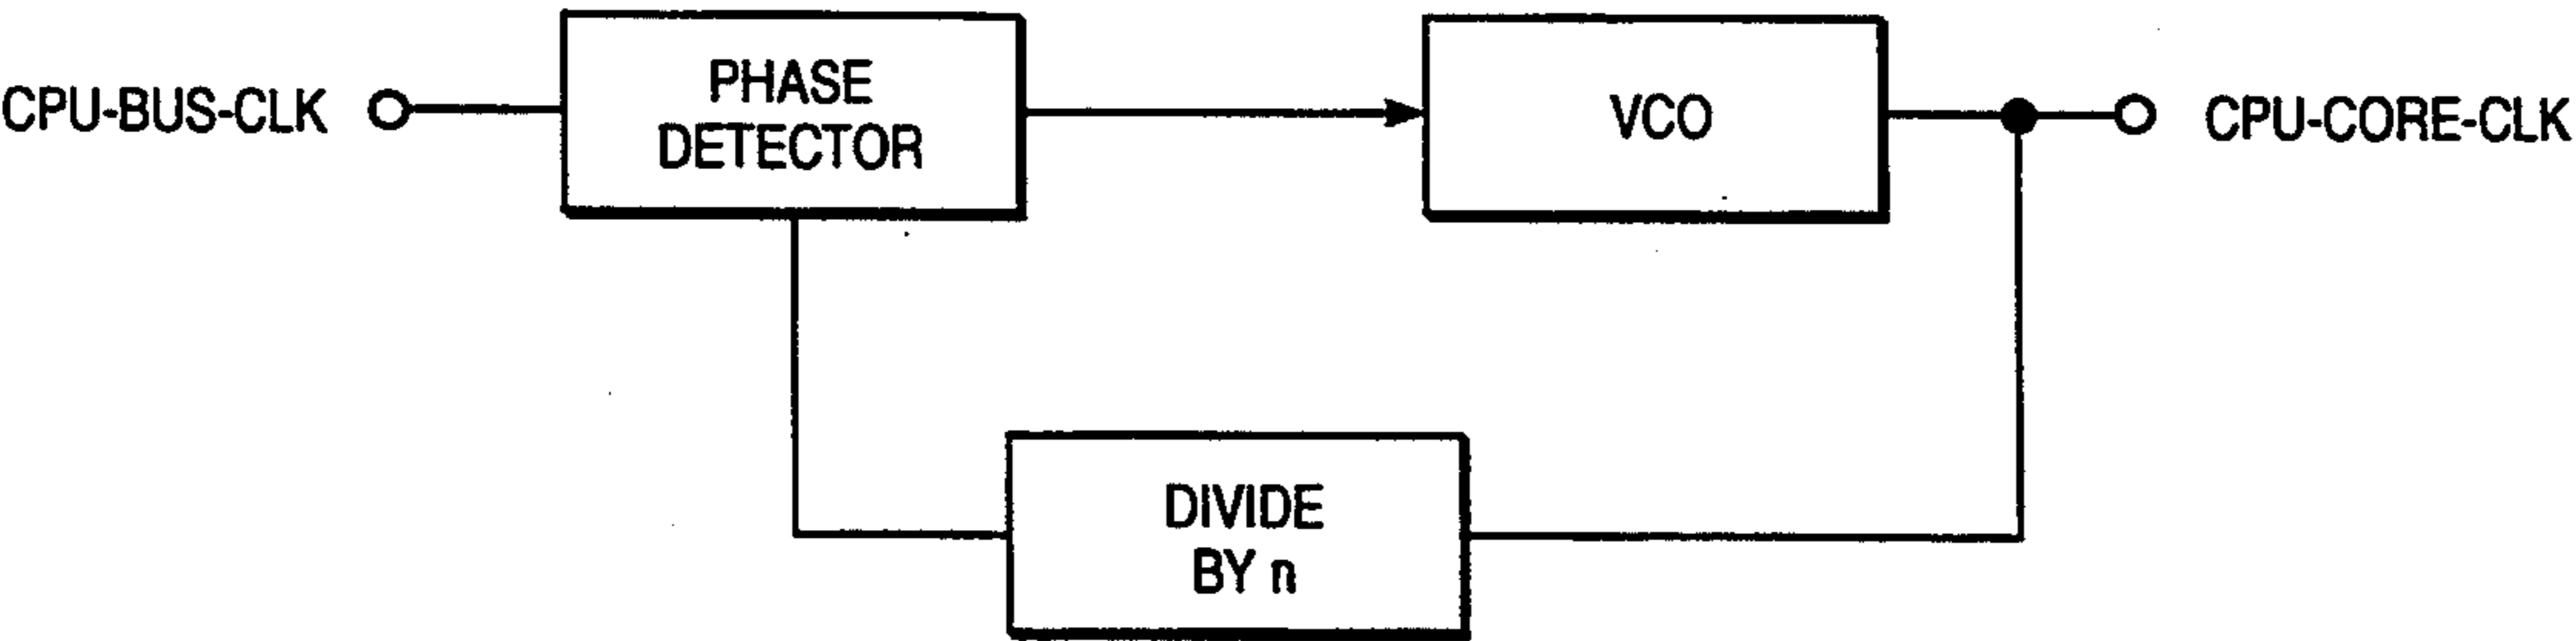 CPU-BUS-CLK
PHASE
DETECTOR
VCO
CPU-CORE-CLK
DIVIDE
BY n